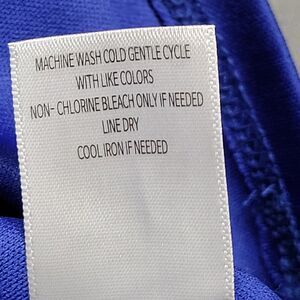 MACHINE WASH COLD GENTLE CYCLE
WITH LIKE COLORS
NON- CHLORINE BLEACH ONLY IF NEEDED
LINE DRY
COOL IRON IF NEEDED